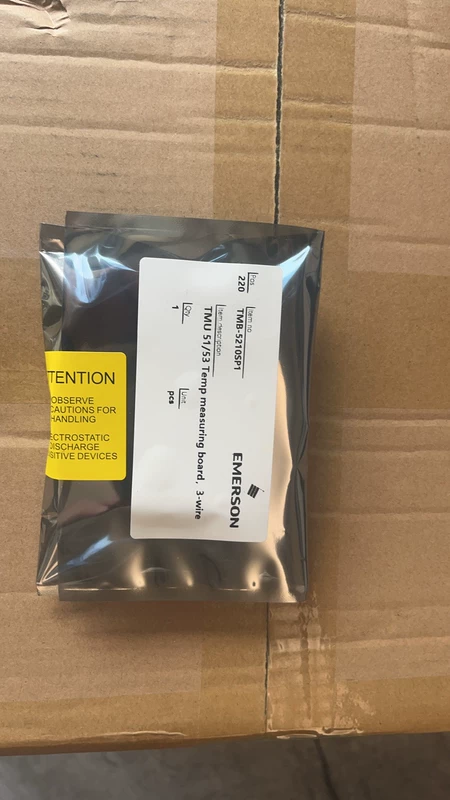 EMERSON
Pos.
220
Item no
TMB-5210SP1
Item description
TMU 51/53 Temp measuring board, 3-wire
Qty
1
Unit
pcs
TENTION
OBSERVE
CAUTIONS FOR
HANDLING
ECTROSTATIC
DISCHARGE
SITIVE DEVICES